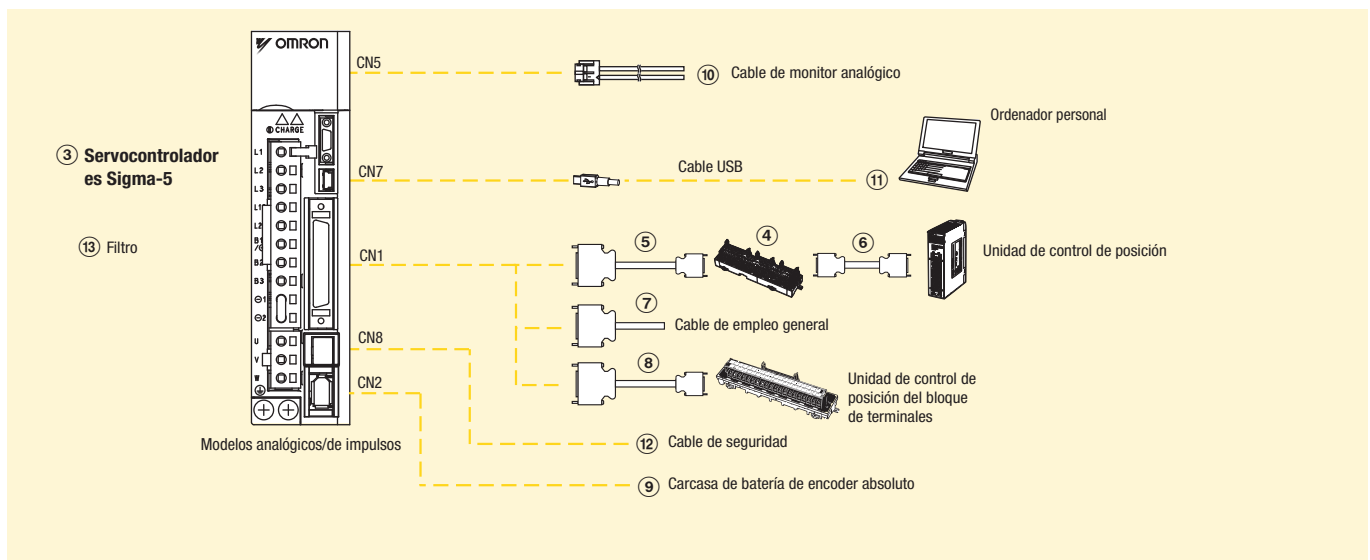 OMRON
CN5
⑩ Cable de monitor analógico
CHARGE
Ordenador personal
③ Servocontrolador
es Sigma-5
L1
L2
L3
CN7
Cable USB
⑪
L1
L2
B1
B2
B3
⊖1
⊖2
⑬ Filtro
CN1
⑤
④
⑥
Unidad de control de posición
⑦
Cable de empleo general
U
V
W
CN8
CN2
⑧
Unidad de control de
posición del bloque
de terminales
Modelos analógicos/de impulsos
⑫ Cable de seguridad
⑨ Carcasa de batería de encoder absoluto